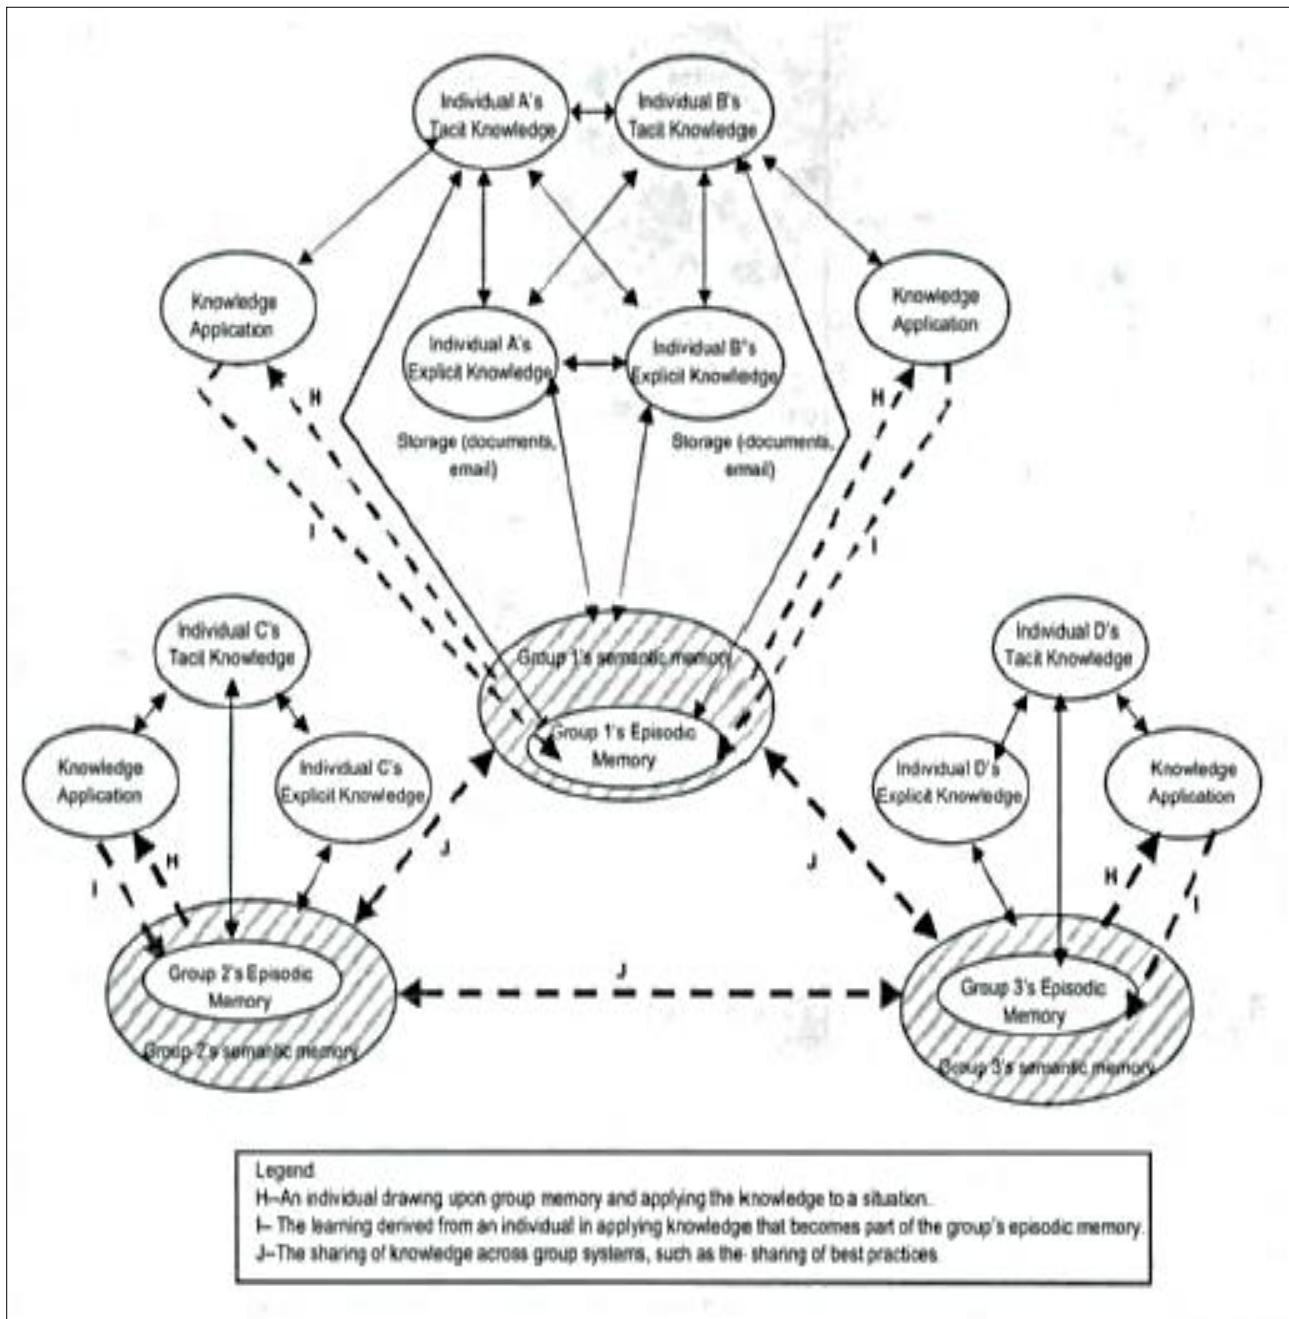 Individual A's
Tacit Knowledge
Individual B's
Tacit Knowledge
Knowledge
Application
Knowledge
Application
Individual A's
Explicit Knowledge
Individual B's
Explicit Knowledge
H
H
Storage (documents,
email)
Storage (documents,
email)
I
I
Individual C's
Tacit Knowledge
Individual D's
Tacit Knowledge
Group 1's semantic memory
Group 1's Episodic
Memory
Knowledge
Application
Individual C's
Explicit Knowledge
Individual D's
Explicit Knowledge
Knowledge
Application
J
J
H
I
H
I
Group 2's Episodic
Memory
Group 2's semantic memory
J
Group 3's Episodic
Memory
Group 3's semantic memory
Legend
H–An individual drawing upon group memory and applying the knowledge to a situation.
I– The learning derived from an individual in applying knowledge that becomes part of the group's episodic memory.
J–The sharing of knowledge across group systems, such as the sharing of best practices.